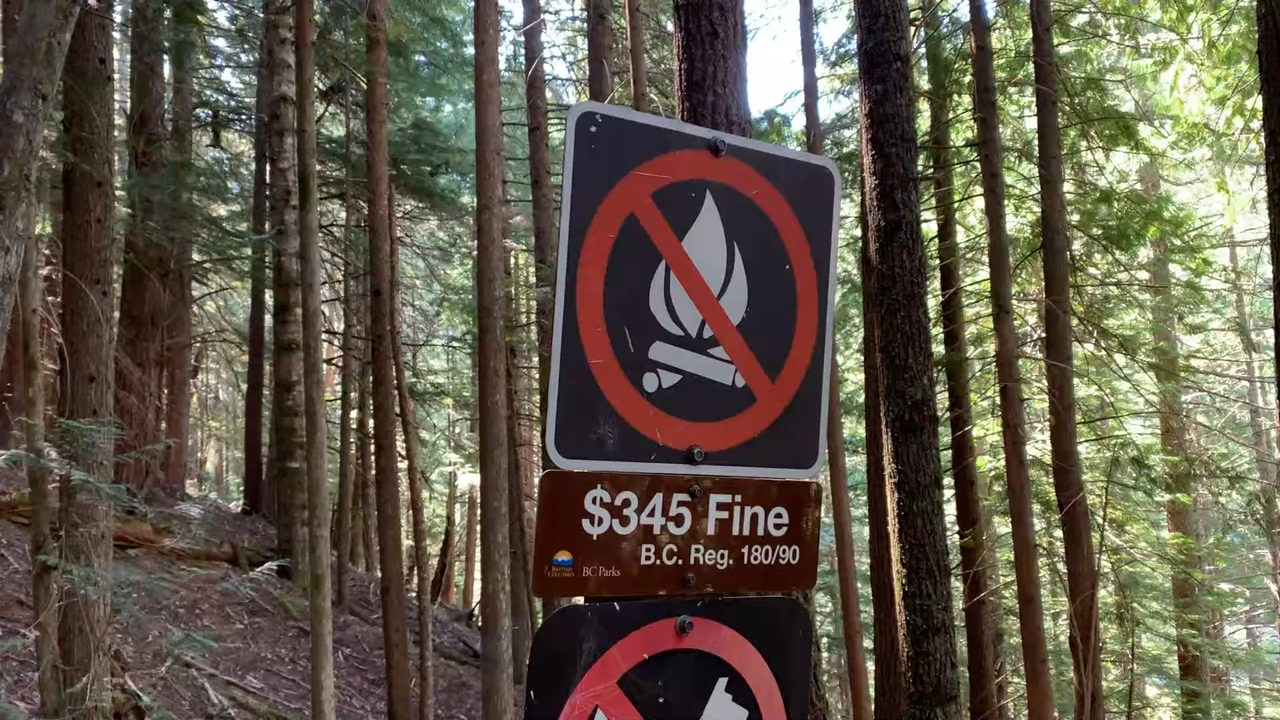 $345 Fine
B.C. Reg. 180/90
BRITISH
COLUMBIA
BC Parks